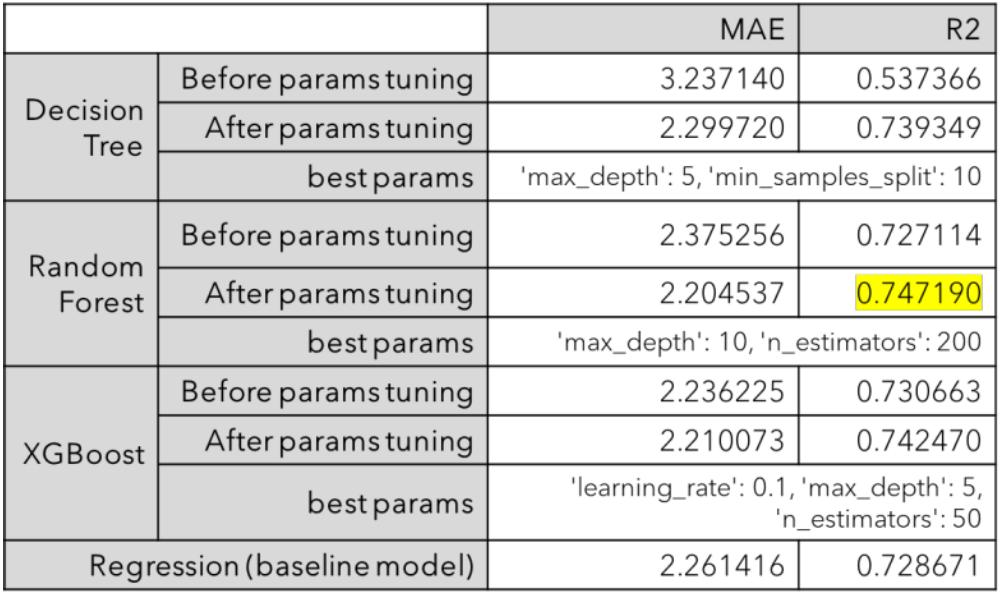 MAE R2
Decision Tree
Before params tuning 3.237140 0.537366
After params tuning 2.299720 0.739349
best params 'max_depth': 5, 'min_samples_split': 10
Random Forest
Before params tuning 2.375256 0.727114
After params tuning 2.204537 0.747190
best params 'max_depth': 10, 'n_estimators': 200
XGBoost
Before params tuning 2.236225 0.730663
After params tuning 2.210073 0.742470
best params 'learning_rate': 0.1, 'max_depth': 5,
'n_estimators': 50
Regression (baseline model) 2.261416 0.728671